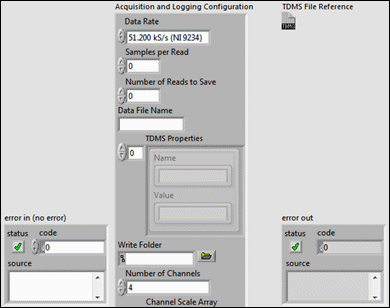 Acquisition and Logging Configuration
TDMS File Reference
Data Rate
51.200 kS/s (NI 9234)
TDMS
Samples per Read
0
Number of Reads to Save
0
Data File Name
TDMS Properties
0
Name
Value
error in (no error)
status code
0
source
Write Folder
Number of Channels
4
Channel Scale Array
error out
status code
0
source